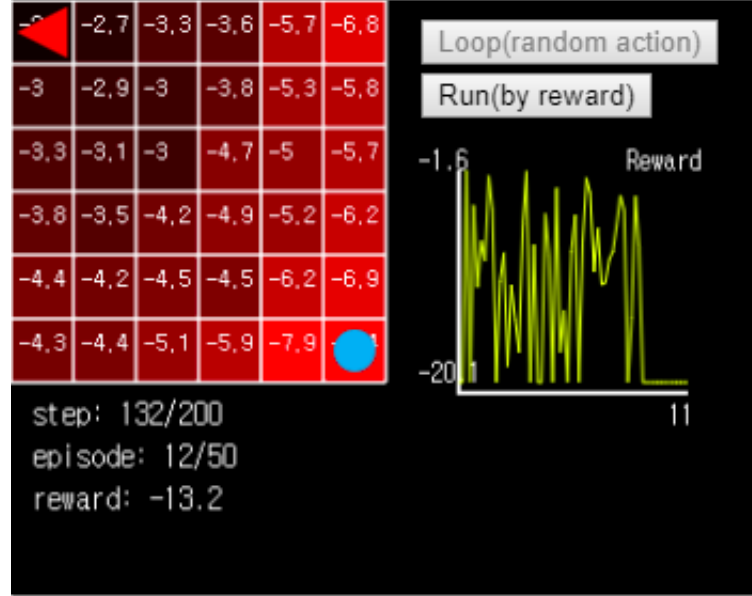 -2,7 -3,3 -3,6 -5,7 -6,8
-3 -2,9 -3 -3,8 -5,3 -5,8
-3,3 -3,1 -3 -4,7 -5 -5,7
-3,8 -3,5 -4,2 -4,9 -5,2 -6,2
-4,4 -4,2 -4,5 -4,5 -6,2 -6,9
-4,3 -4,4 -5,1 -5,9 -7,9
Loop(random action)
Run(by reward)
-1.6 Reward
-20.1
11
step: 132/200
episode: 12/50
reward: -13.2